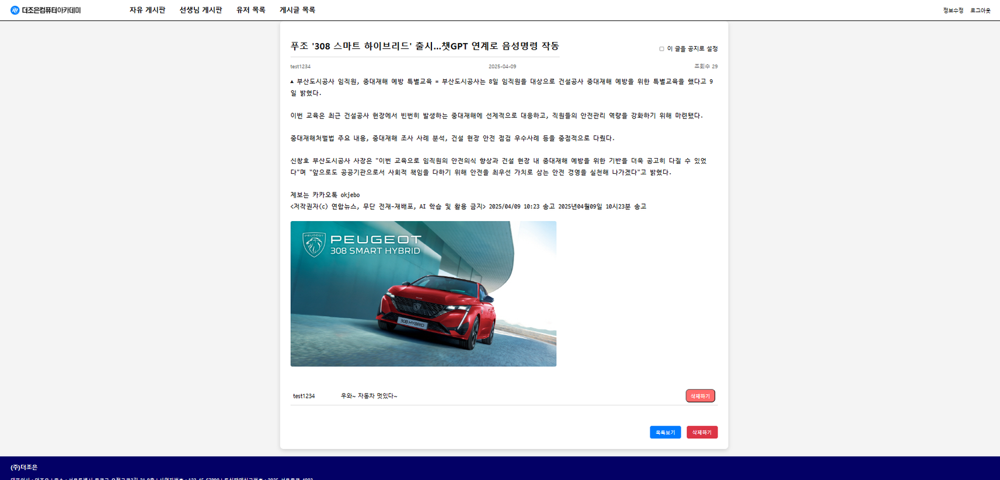 더조은컴퓨터아카데미 자유 게시판 선생님 게시판 유저 목록 게시글 목록 정보수정 로그아웃
푸조 '308 스마트 하이브리드' 출시...챗GPT 연계로 음성명령 작동
이 글을 공지로 설정
test1234 2025-04-09 조회수 29
▲ 부산도시공사 임직원, 중대재해 예방 특별교육 = 부산도시공사는 8일 임직원을 대상으로 건설공사 중대재해 예방을 위한 특별교육을 했다고 9
일 밝혔다.
이번 교육은 최근 건설공사 현장에서 빈번히 발생하는 중대재해에 선제적으로 대응하고, 직원들의 안전관리 역량을 강화하기 위해 마련됐다.
중대재해처벌법 주요 내용, 중대재해 조사 사례 분석, 건설 현장 안전 점검 우수사례 등을 중점적으로 다뤘다.
신창호 부산도시공사 사장은 "이번 교육으로 임직원의 안전의식 향상과 건설 현장 내 중대재해 예방을 위한 기반을 더욱 공고히 다질 수 있었
다"며 "앞으로도 공공기관으로서 사회적 책임을 다하기 위해 안전을 최우선 가치로 삼는 안전 경영을 실천해 나가겠다"고 밝혔다.
제보는 카카오톡 okjebo
<저작권자(c) 연합뉴스, 무단 전재-재배포, AI 학습 및 활용 금지> 2025/04/09 10:23 송고 2025년04월09일 10시23분 송고
PEUGEOT
PEUGEOT
308 SMART HYBRID
308 HYBRID
test1234 우와~ 자동차 멋있다~ 삭제하기
목록보기 삭제하기
(주)더조은